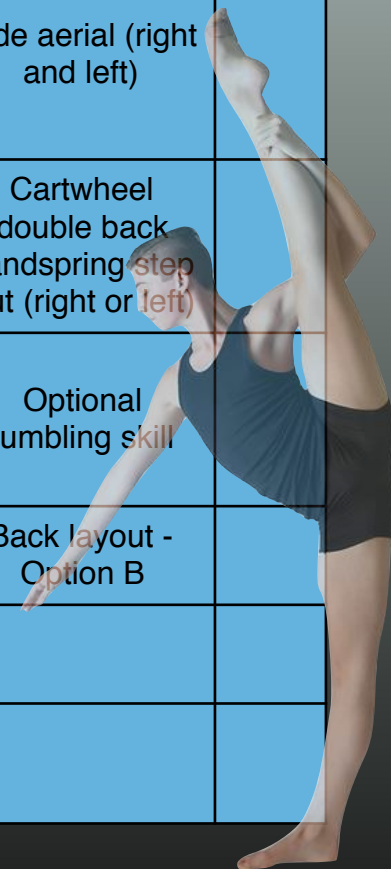 de aerial (right
and left)
Cartwheel
double back
andspring step
ut (right or left)
Optional
umbling skill
Back layout -
Option B